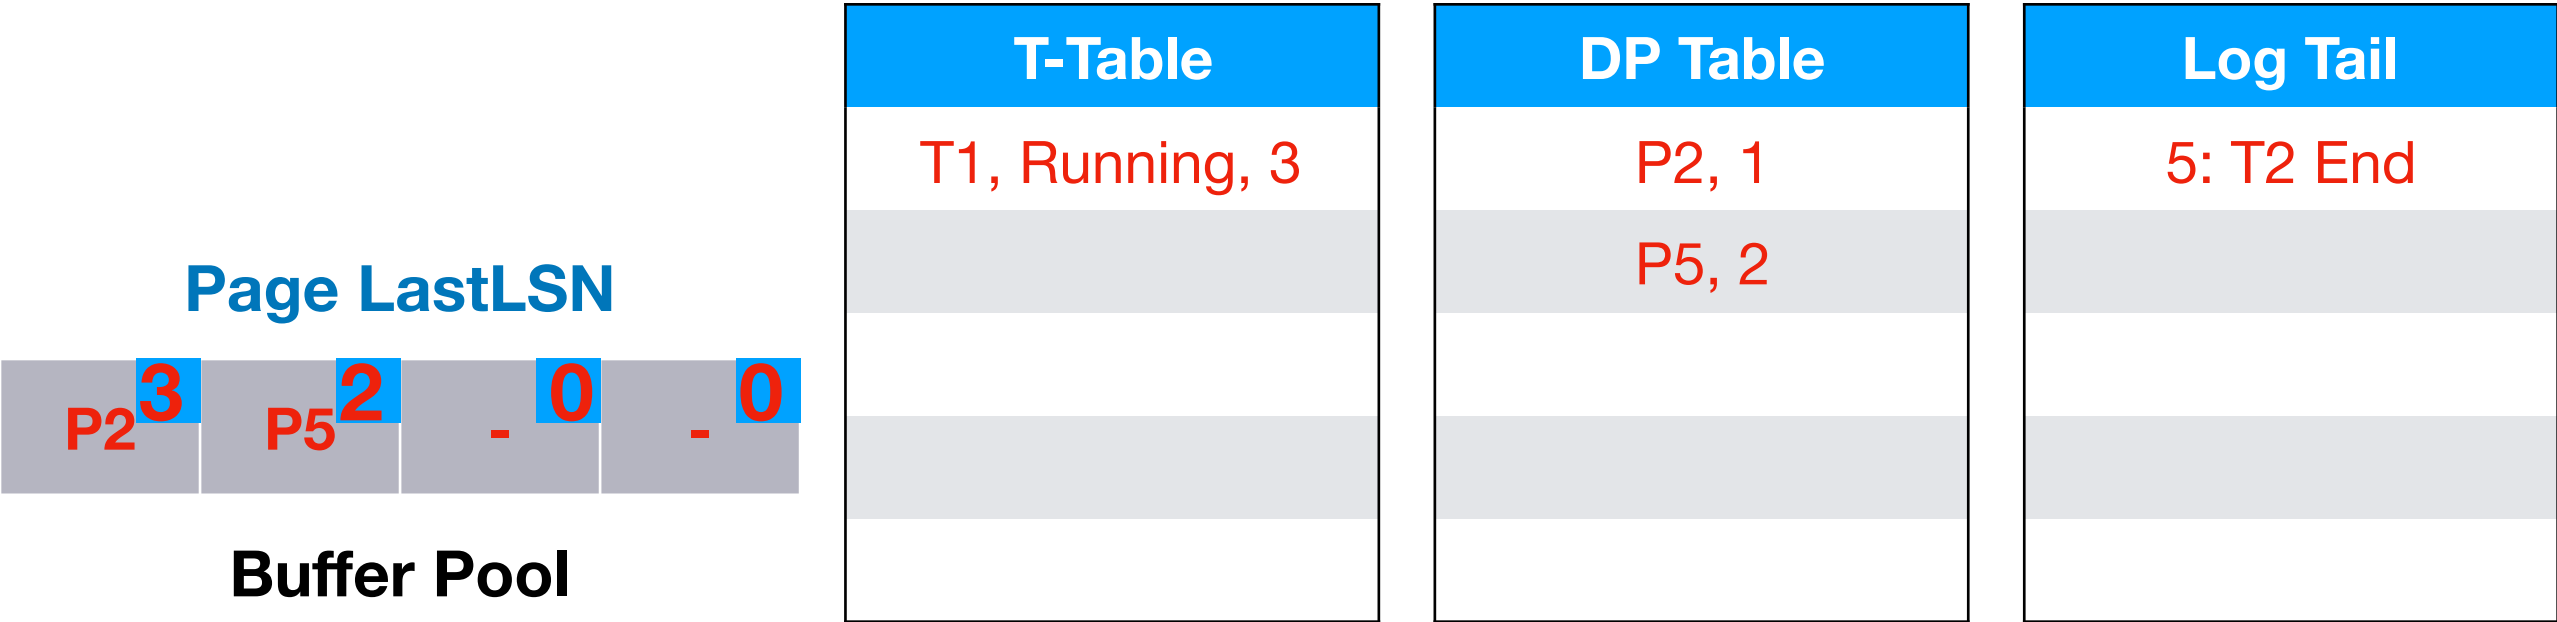 T-Table
T1, Running, 3
DP Table
P2, 1
P5, 2
Log Tail
5: T2 End
Page LastLSN
P2 3
P5 2
- 0
- 0
Buffer Pool